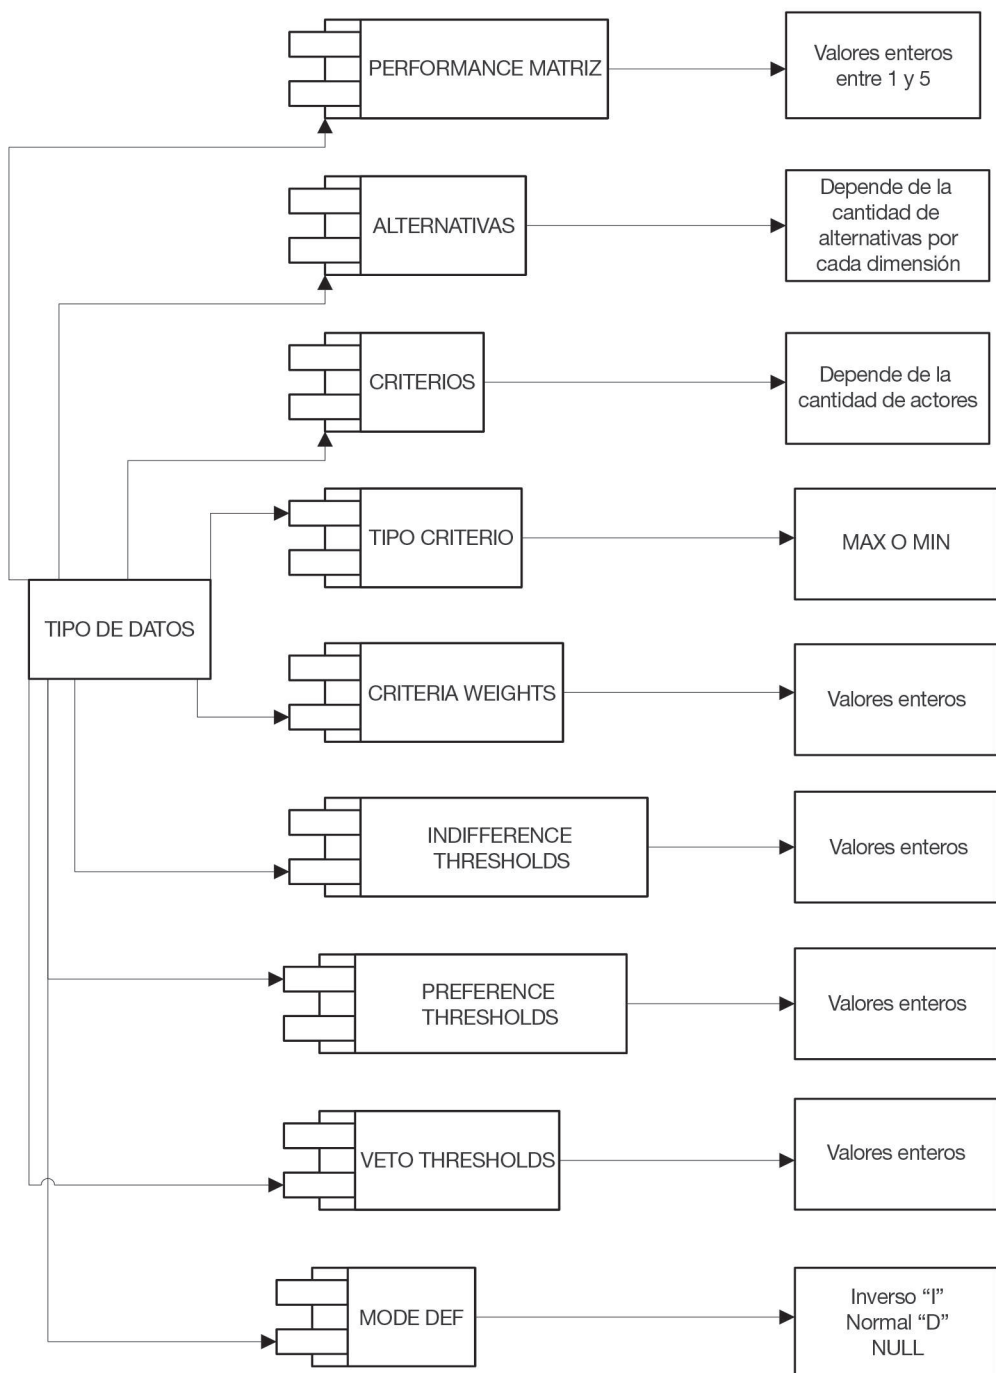 PERFORMANCE MATRIZ
Valores enteros
entre 1 y 5
ALTERNATIVAS
Depende de la
cantidad de
alternativas por
cada dimensión
CRITERIOS
Depende de la
cantidad de actores
TIPO CRITERIO
MAX O MIN
TIPO DE DATOS
CRITERIA WEIGHTS
Valores enteros
INDIFFERENCE
THRESHOLDS
Valores enteros
PREFERENCE
THRESHOLDS
Valores enteros
VETO THRESHOLDS
Valores enteros
MODE DEF
Inverso “I”
Normal “D”
NULL